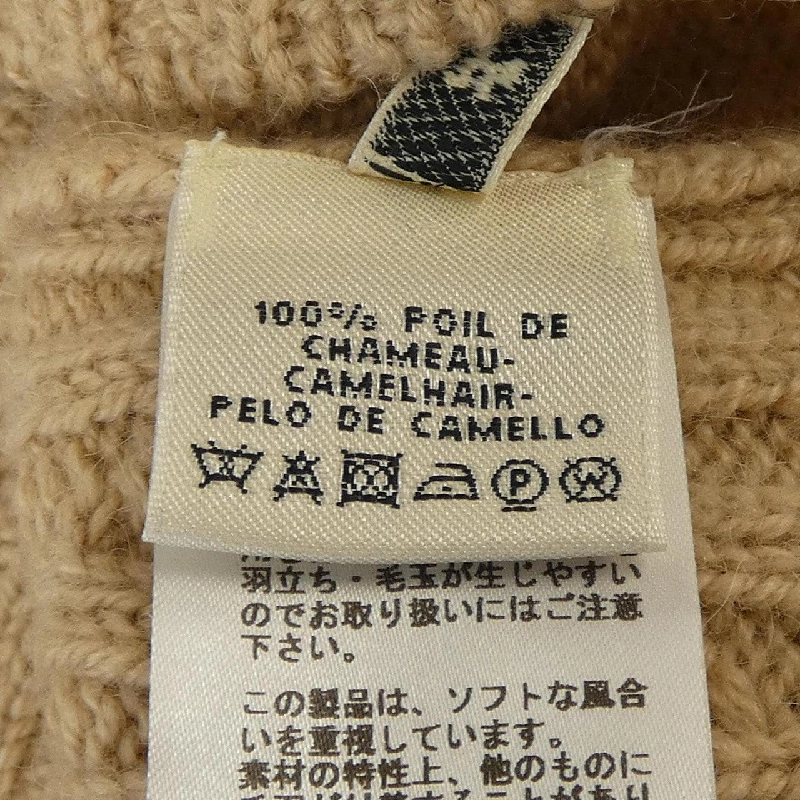 100% POIL DE
CHAMEAU-
CAMELHAIR-
PELO DE CAMELLO
P W
羽立ち・毛玉が生じやすい
のでお取り扱いにはご注意
下さい。
この製品は、ソフトな風合
いを重視しています。
素材の特性上、他のものに